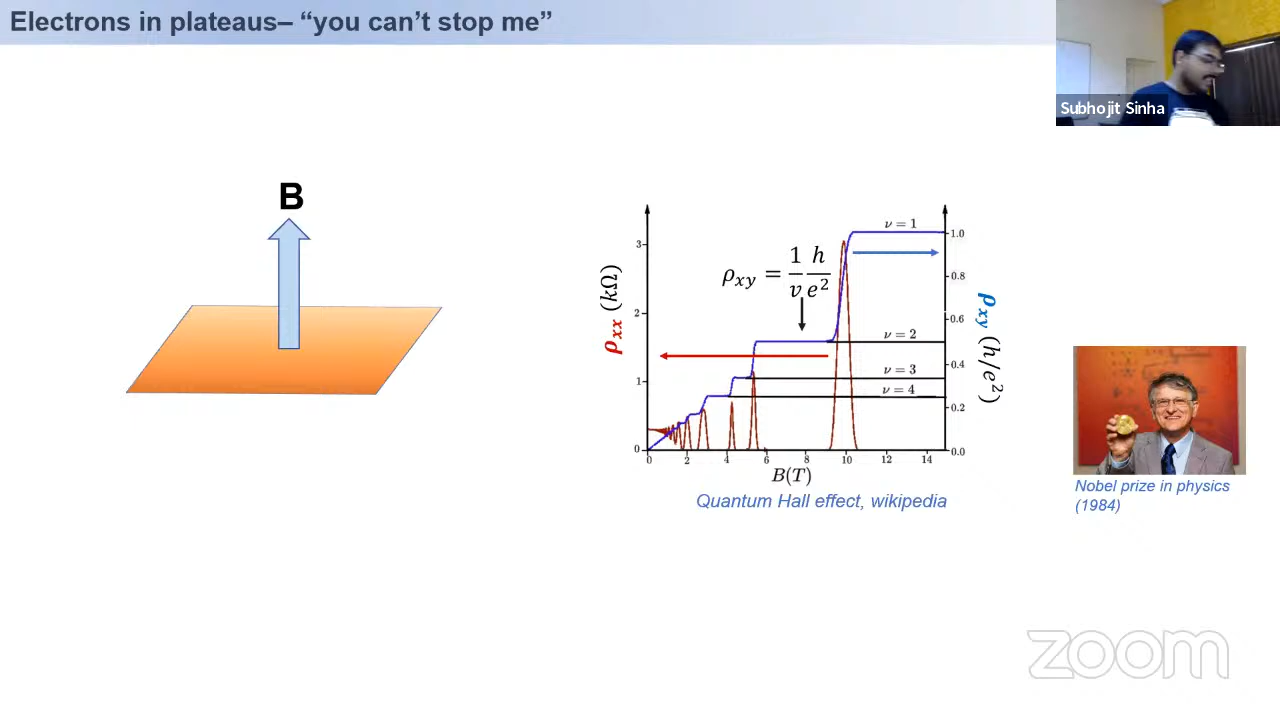 Electrons in plateaus– “you can’t stop me”
Subhojit Sinha
B
ρxy = 1/ν h/e²
ρxx (kΩ)
3
2
1
0
ν = 1
ν = 2
ν = 3
ν = 4
1.0
0.8
0.6
0.4
0.2
0.0
ρxy (h/e²)
0 2 4 6 8 10 12 14
B(T)
Quantum Hall effect, wikipedia
Nobel prize in physics
(1984)
zoom